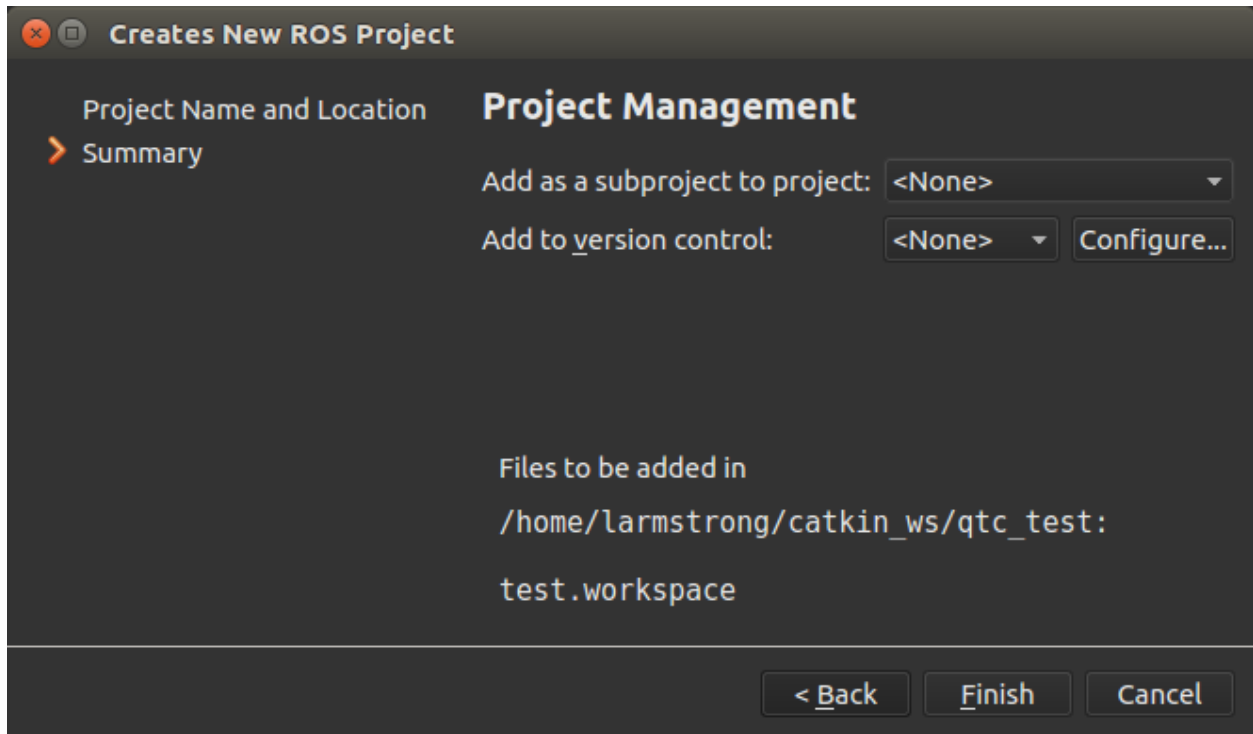 Creates New ROS Project
Project Name and Location
Summary
Project Management
Add as a subproject to project: <None>
Add to version control: <None> Configure...
Files to be added in
/home/larmstrong/catkin_ws/qtc_test:
test.workspace
< Back Finish Cancel